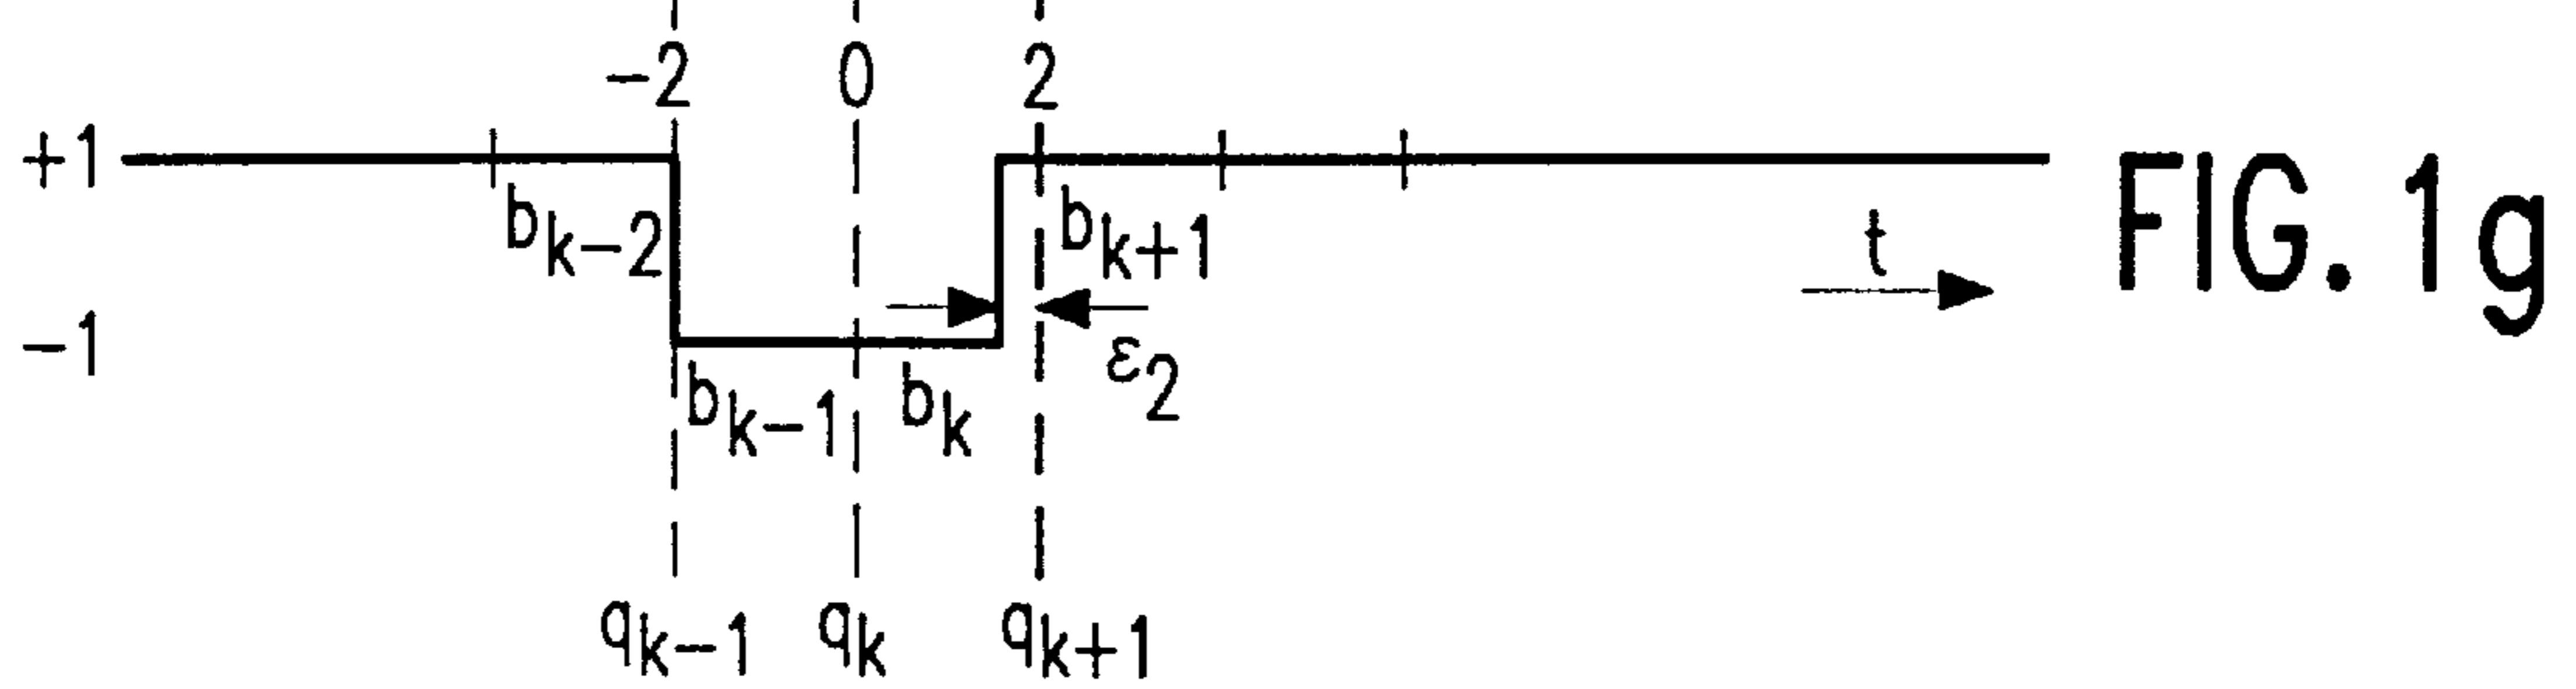 -2 0 2
+1
b_{k-2} b_{k+1} t FIG. 1g
-1
b_{k-1} b_k ε_2
q_{k-1} q_k q_{k+1}